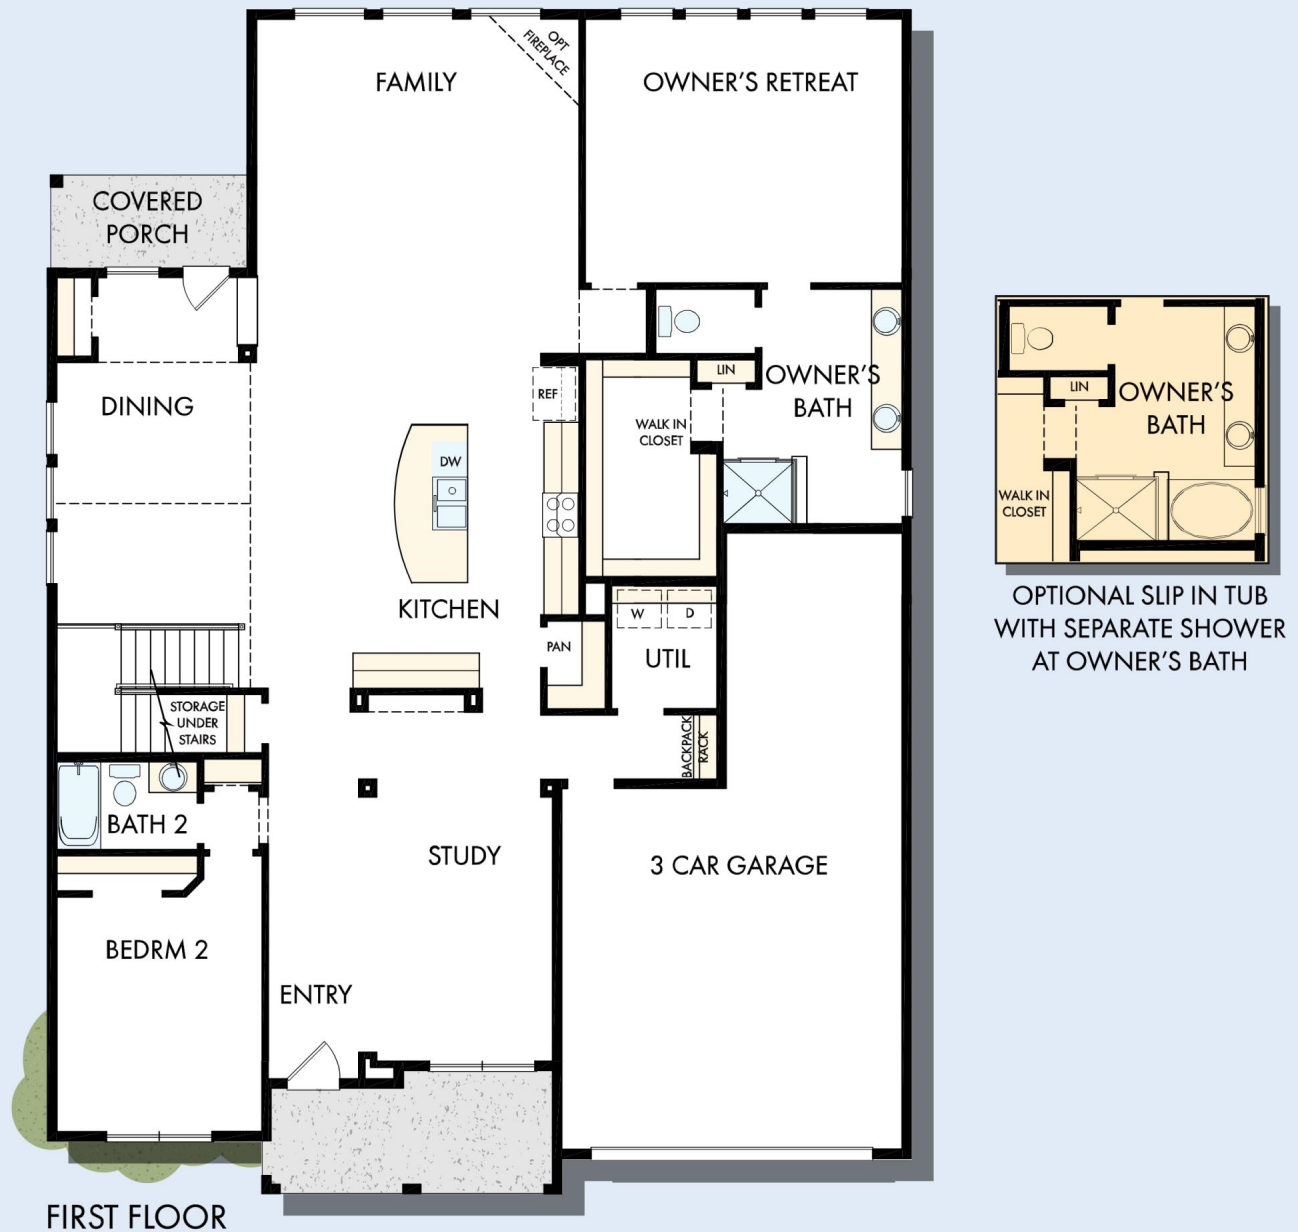 OPT
FIREPLACE
FAMILY
OWNER'S RETREAT
COVERED
PORCH
DINING
REF
LIN
OWNER'S
BATH
WALK IN
CLOSET
DW
KITCHEN
W
D
PAN
UTIL
STORAGE
UNDER
STAIRS
BACKPACK
RACK
BATH 2
STUDY
3 CAR GARAGE
BEDRM 2
ENTRY
FIRST FLOOR
LIN
OWNER'S
BATH
WALK IN
CLOSET
OPTIONAL SLIP IN TUB
WITH SEPARATE SHOWER
AT OWNER'S BATH